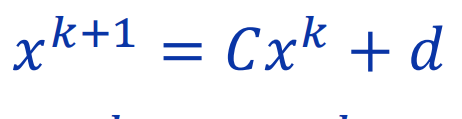 x^{k+1} = Cx^k + d